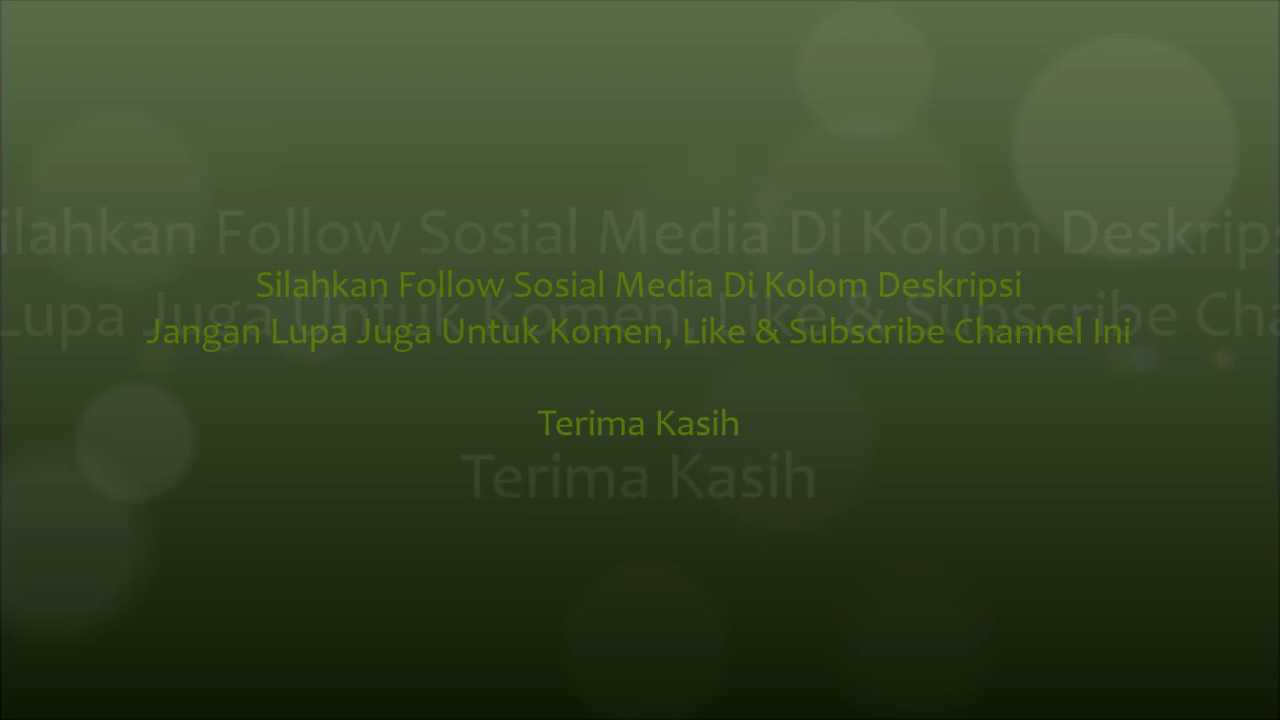 Silahkan Follow Sosial Media Di Kolom Deskripsi
Jangan Lupa Juga Untuk Komen, Like & Subscribe Channel Ini
Terima Kasih